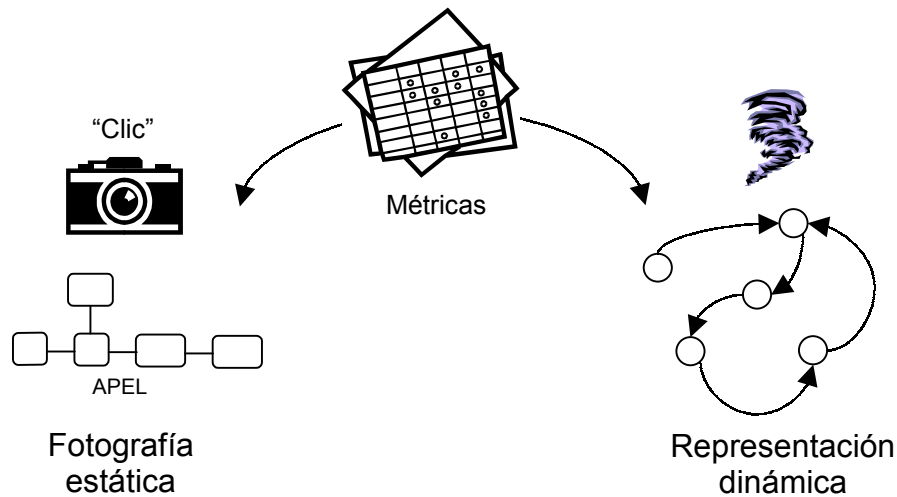 “Clic”
Métricas
APEL
Fotografía
estática
Representación
dinámica